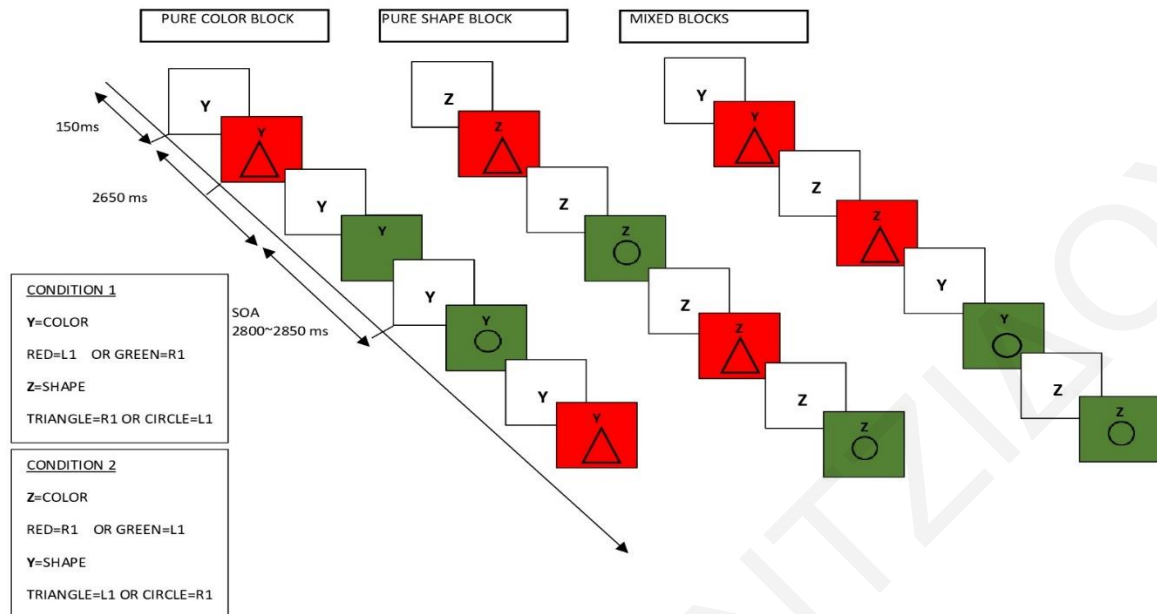 PURE COLOR BLOCK
PURE SHAPE BLOCK
MIXED BLOCKS
Y
Y
Y
Y
Y
Y
Y
Y
Z
Z
Z
Z
Z
Z
Z
Z
Y
Y
Z
Z
Y
Y
Z
Z
150ms
2650 ms
SOA
2800~2850 ms
CONDITION 1
Y=COLOR
RED=L1 OR GREEN=R1
Z=SHAPE
TRIANGLE=R1 OR CIRCLE=L1
CONDITION 2
Z=COLOR
RED=R1 OR GREEN=L1
Y=SHAPE
TRIANGLE=L1 OR CIRCLE=R1